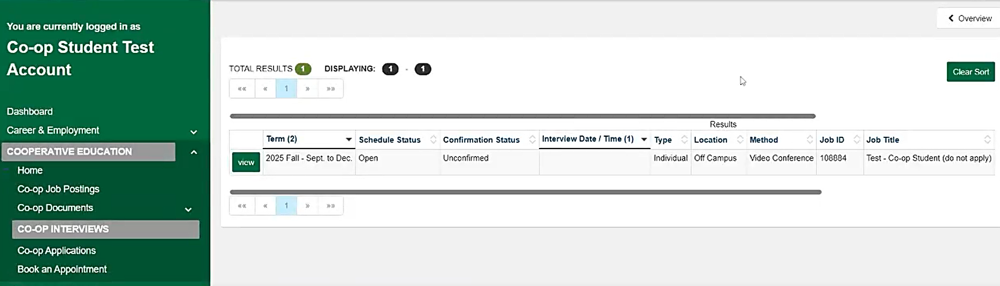 You are currently logged in as
Co-op Student Test
Account
Dashboard
Career & Employment
COOPERATIVE EDUCATION
Home
Co-op Job Postings
Co-op Documents
CO-OP INTERVIEWS
Co-op Applications
Book an Appointment
Overview
TOTAL RESULTS 1 DISPLAYING: 1 - 1
Clear Sort
«« « 1 » »»
Results
Term (2) Schedule Status Confirmation Status Interview Date / Time (1) Type Location Method Job ID Job Title
view 2025 Fall - Sept. to Dec. Open Unconfirmed Individual Off Campus Video Conference 108884 Test - Co-op Student (do not apply)
«« « 1 » »»